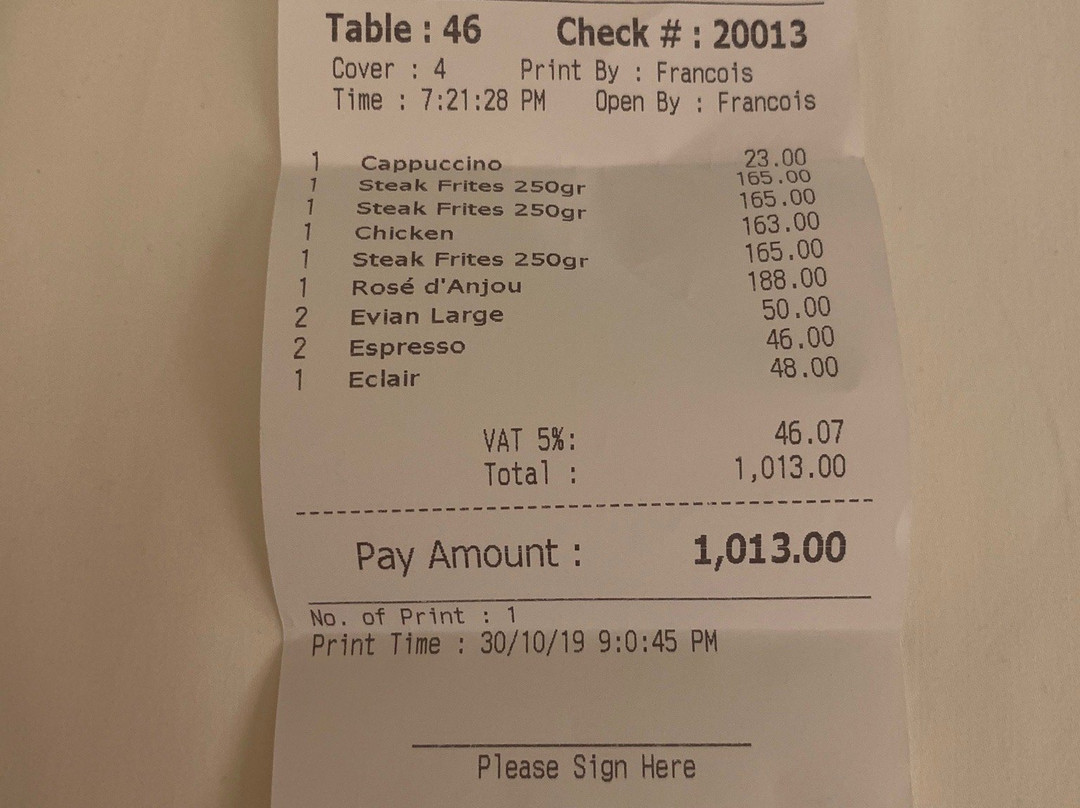 Table : 46 Check # : 20013
Cover : 4 Print By : Francois
Time : 7:21:28 PM Open By : Francois
1 Cappuccino 23.00
1 Steak Frites 250gr 165.00
1 Steak Frites 250gr 165.00
1 Chicken 163.00
1 Steak Frites 250gr 165.00
1 Rosé d'Anjou 188.00
2 Evian Large 50.00
2 Espresso 46.00
1 Eclair 48.00
VAT 5%: 46.07
Total : 1,013.00
Pay Amount : 1,013.00
No. of Print : 1
Print Time : 30/10/19 9:0:45 PM
Please Sign Here